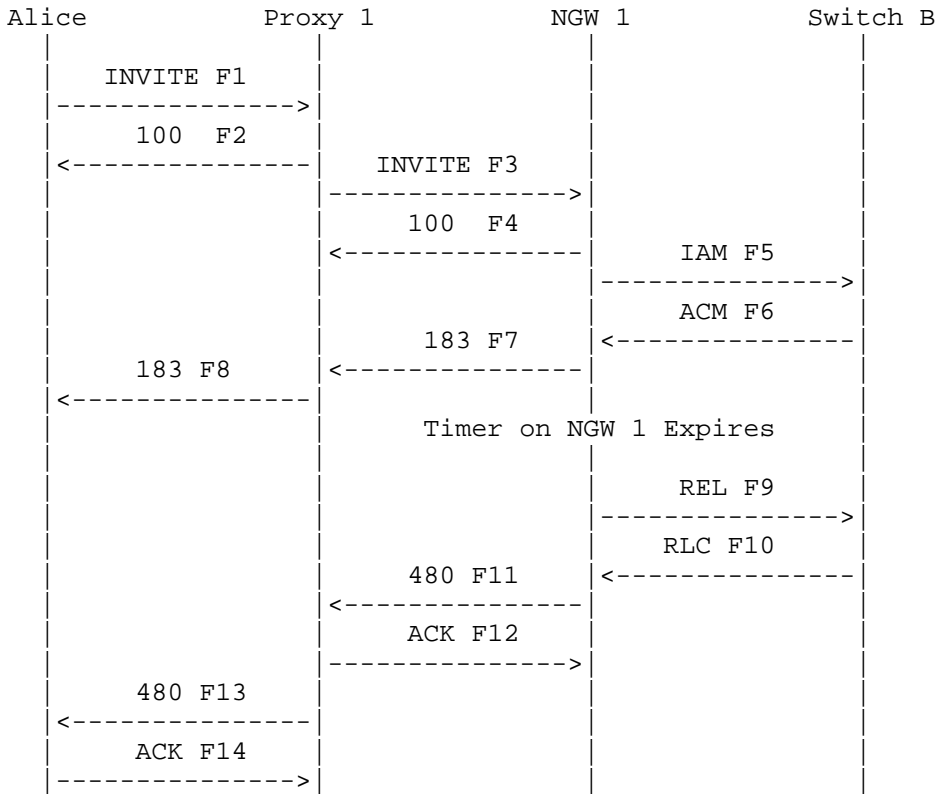 Alice Proxy 1 NGW 1 Switch B
INVITE F1
100 F2
INVITE F3
100 F4
IAM F5
ACM F6
183 F7
183 F8
Timer on NGW 1 Expires
REL F9
RLC F10
480 F11
ACK F12
480 F13
ACK F14